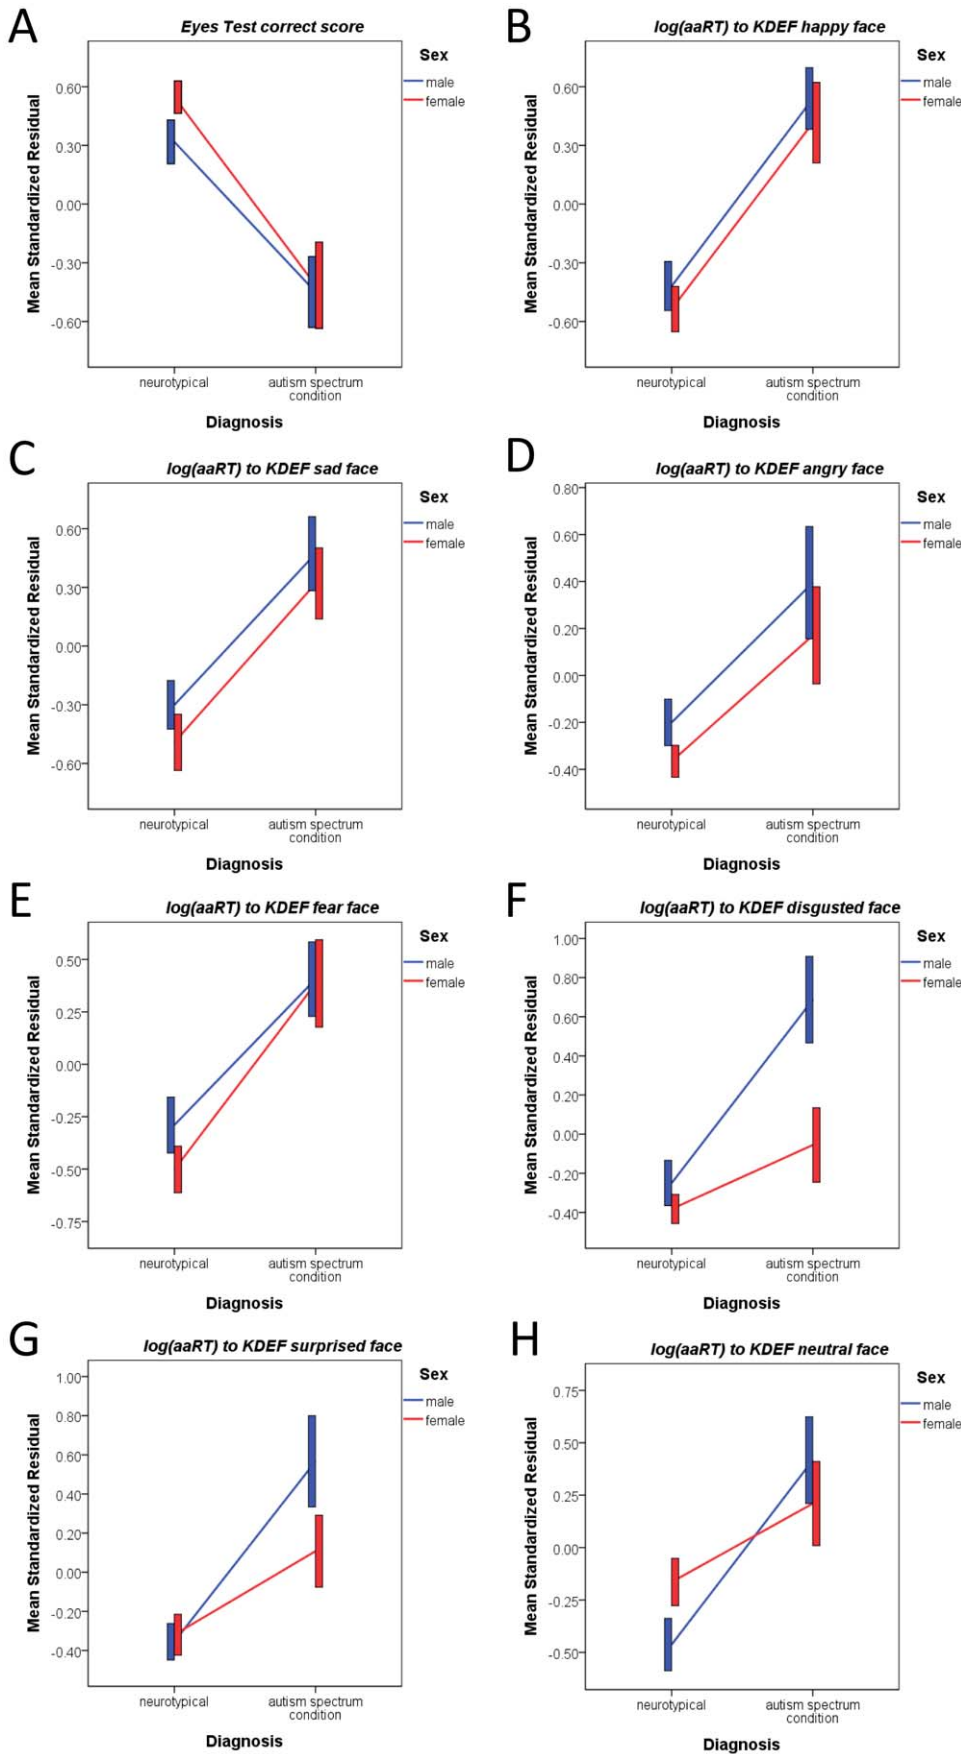 A
Eyes Test correct score
Sex
male
female
Mean Standardized Residual
0.60
0.30
0.00
-0.30
-0.60
neurotypical
autism spectrum
condition
Diagnosis
B
log(aaRT) to KDEF happy face
Sex
male
female
Mean Standardized Residual
0.60
0.30
0.00
-0.30
-0.60
neurotypical
autism spectrum
condition
Diagnosis
C
log(aaRT) to KDEF sad face
Sex
male
female
Mean Standardized Residual
0.60
0.30
0.00
-0.30
-0.60
neurotypical
autism spectrum
condition
Diagnosis
D
log(aaRT) to KDEF angry face
Sex
male
female
Mean Standardized Residual
0.80
0.60
0.40
0.20
0.00
-0.20
-0.40
neurotypical
autism spectrum
condition
Diagnosis
E
log(aaRT) to KDEF fear face
Sex
male
female
Mean Standardized Residual
0.50
0.25
0.00
-0.25
-0.50
-0.75
neurotypical
autism spectrum
condition
Diagnosis
F
log(aaRT) to KDEF disgusted face
Sex
male
female
Mean Standardized Residual
1.00
0.80
0.60
0.40
0.20
0.00
-0.20
-0.40
neurotypical
autism spectrum
condition
Diagnosis
G
log(aaRT) to KDEF surprised face
Sex
male
female
Mean Standardized Residual
1.00
0.80
0.60
0.40
0.20
0.00
-0.20
-0.40
neurotypical
autism spectrum
condition
Diagnosis
H
log(aaRT) to KDEF neutral face
Sex
male
female
Mean Standardized Residual
0.75
0.50
0.25
0.00
-0.25
-0.50
neurotypical
autism spectrum
condition
Diagnosis